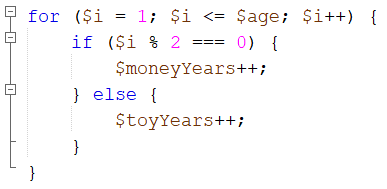 for ($i = 1; $i <= $age; $i++) {
    if ($i % 2 === 0) {
        $moneyYears++;
    } else {
        $toyYears++;
    }
}